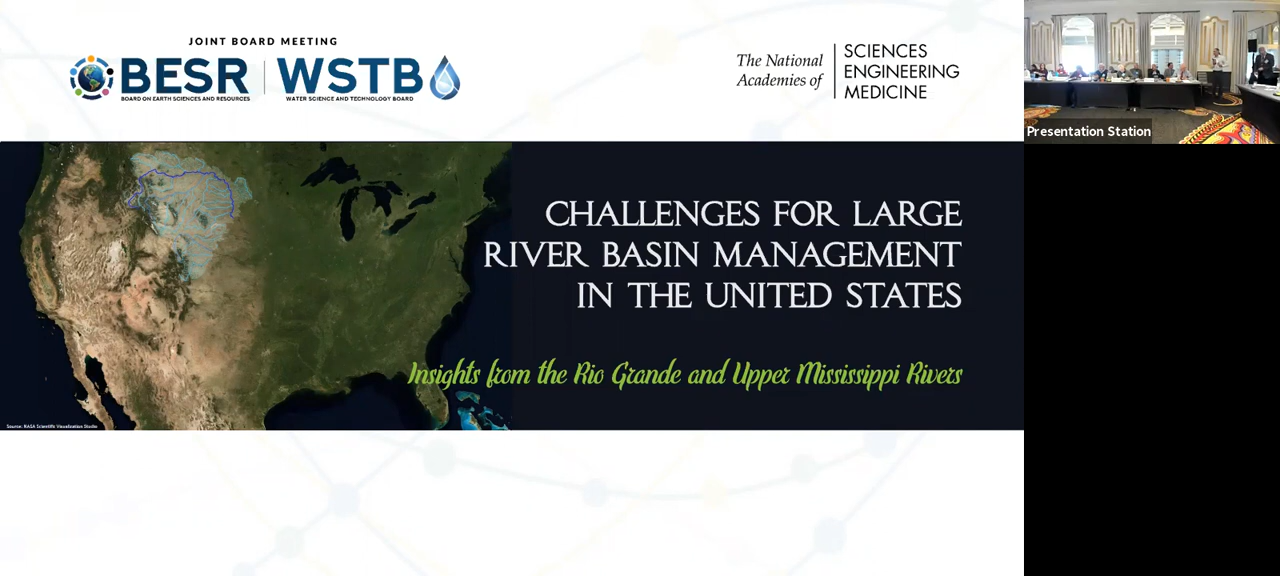 JOINT BOARD MEETING
BESR | WSTB
BOARD ON EARTH SCIENCES AND RESOURCES
WATER SCIENCE AND TECHNOLOGY BOARD
The National
Academies of
SCIENCES
ENGINEERING
MEDICINE
Presentation Station
CHALLENGES FOR LARGE
RIVER BASIN MANAGEMENT
IN THE UNITED STATES
Insights from the Rio Grande and Upper Mississippi Rivers
Source: NASA Scientific Visualization Studio